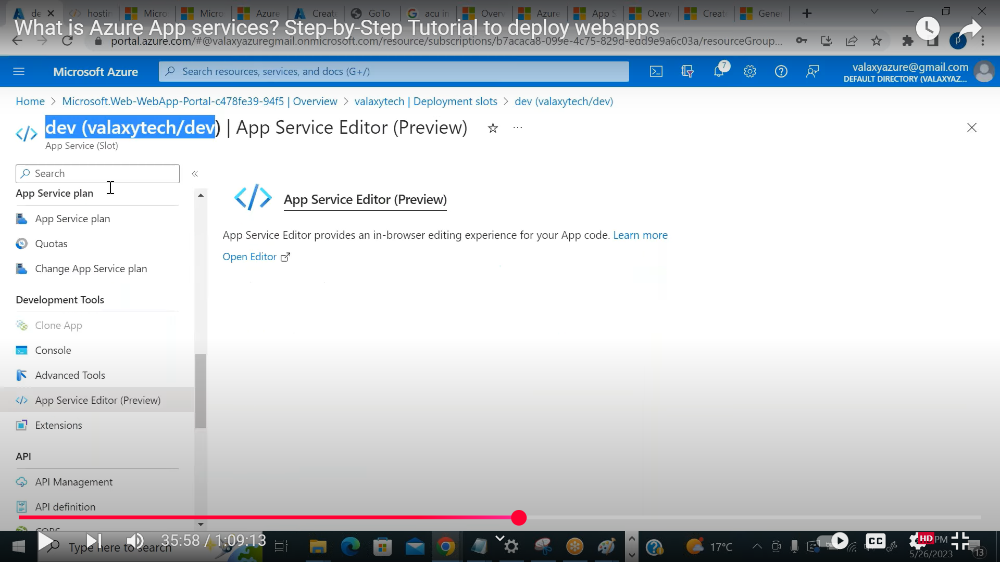 de
hostin
Micro
Micro
Azure
Create
GoTo
acu in
Overv
Azure
App S
Overv
Creat
Gene
What is Azure App services? Step-by-Step Tutorial to deploy webapps
portal.azure.com/#@valaxyazuregmail.onmicrosoft.com/resource/subscriptions/b7acaca8-099e-4c75-829d-edd9e9a6c03a/resourceGroup...
p
Microsoft Azure
Search resources, services, and docs (G+/)
7
valaxyazure@gmail.com
DEFAULT DIRECTORY (VALAXYAZ...
Home > Microsoft.Web-WebApp-Portal-c478fe39-94f5 | Overview > valaxytech | Deployment slots > dev (valaxytech/dev)
dev (valaxytech/dev) | App Service Editor (Preview)
App Service (Slot)
Search
App Service plan
App Service plan
Quotas
Change App Service plan
Development Tools
Clone App
Console
Advanced Tools
App Service Editor (Preview)
Extensions
API
API Management
API definition
CORS
App Service Editor (Preview)
App Service Editor provides an in-browser editing experience for your App code. Learn more
Open Editor
35:58 / 1:09:13
Type here to search
17°C
CC
HD
PM
5/26/2023
13